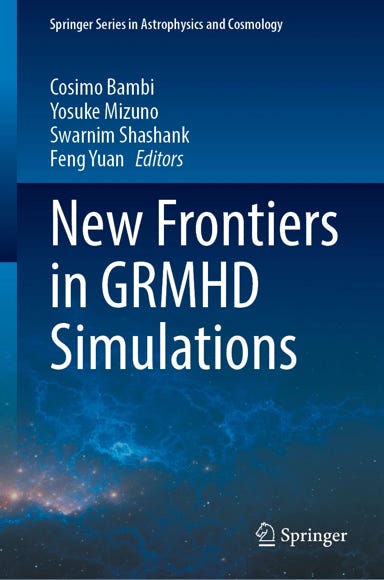 Springer Series in Astrophysics and Cosmology
Cosimo Bambi
Yosuke Mizuno
Swarnim Shashank
Feng Yuan Editors
New Frontiers
in GRMHD
Simulations
Springer